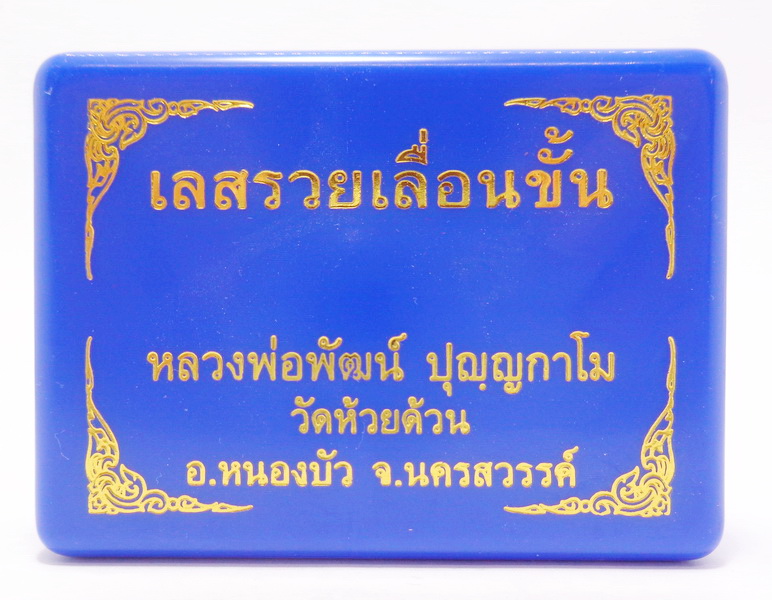 เลสรวยเลื่อนขั้น
หลวงพ่อพัฒน์ ปุญฺญกาโม
วัดห้วยด้วน
อ.หนองบัว จ.นครสวรรค์